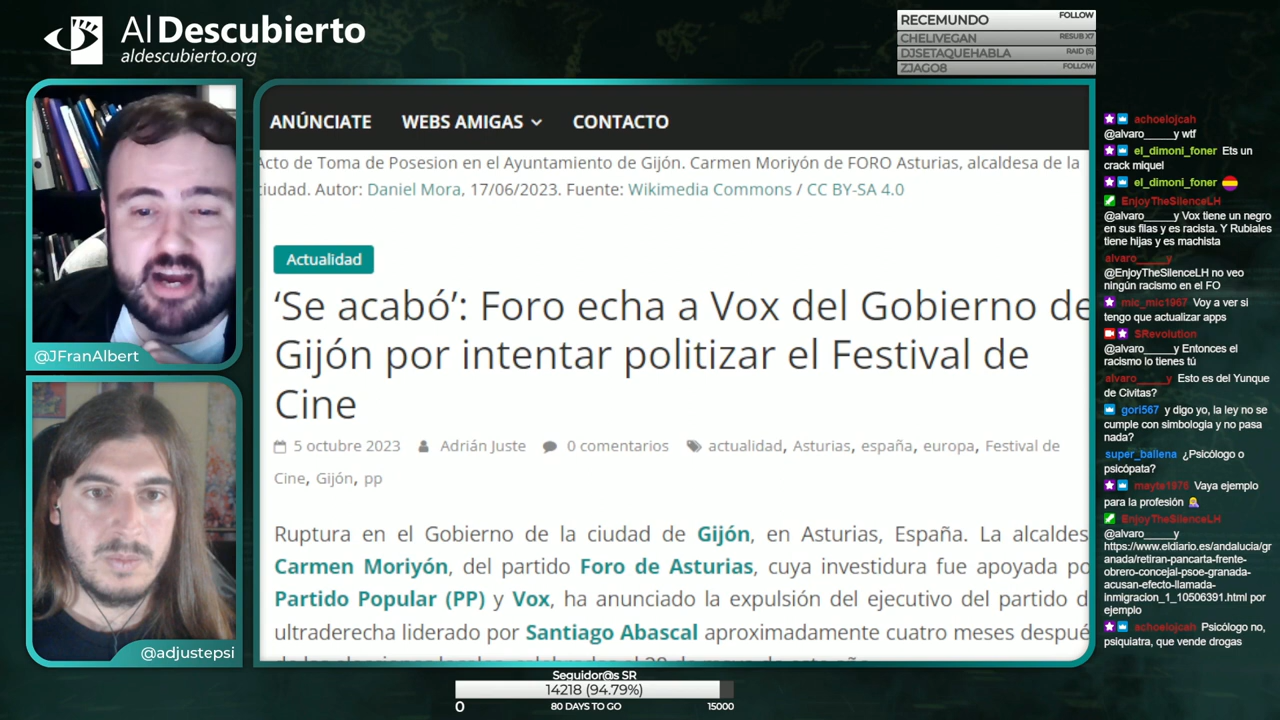 Al Descubierto
aldescubierto.org
RECEMUNDO FOLLOW
CHELIVEGAN RESUB X7
DJSETAQUEHABLA RAID (5)
ZJAGO8 FOLLOW
@JFranAlbert
@adjustepsi
ANÚNCIATE WEBS AMIGAS CONTACTO
Acto de Toma de Posesion en el Ayuntamiento de Gijón. Carmen Moriyón de FORO Asturias, alcaldesa de la
ciudad. Autor: Daniel Mora, 17/06/2023. Fuente: Wikimedia Commons / CC BY-SA 4.0
Actualidad
‘Se acabó’: Foro echa a Vox del Gobierno de
Gijón por intentar politizar el Festival de
Cine
5 octubre 2023 Adrián Juste 0 comentarios actualidad, Asturias, españa, europa, Festival de
Cine, Gijón, pp
Ruptura en el Gobierno de la ciudad de Gijón, en Asturias, España. La alcaldes
Carmen Moriyón, del partido Foro de Asturias, cuya investidura fue apoyada po
Partido Popular (PP) y Vox, ha anunciado la expulsión del ejecutivo del partido d
ultraderecha liderado por Santiago Abascal aproximadamente cuatro meses despué
achoelojcah
@alvaro_____y wtf
el_dimoni_foner Ets un
crack miquel
el_dimoni_foner
EnjoyTheSilenceLH
@alvaro_____y Vox tiene un negro
en sus filas y es racista. Y Rubiales
tiene hijas y es machista
alvaro_____y
@EnjoyTheSilenceLH no veo
ningún racismo en el FO
mic_mic1967 Voy a ver si
tengo que actualizar apps
SRevolution
@alvaro_____y Entonces el
racismo lo tienes tú
alvaro_____y Esto es del Yunque
de Civitas?
gori567 y digo yo, la ley no se
cumple con simbologia y no pasa
nada?
super_ballena ¿Psicólogo o
psicópata?
mayte1976 Vaya ejemplo
para la profesión
EnjoyTheSilenceLH
@alvaro_____y
https://www.eldiario.es/andalucia/gr
anada/retiran-pancarta-frente-
obrero-concejal-psoe-granada-
acusan-efecto-llamada-
inmigracion_1_10506391.html por
ejemplo
achoelojcah Psicólogo no,
psiquiatra, que vende drogas
Seguidor@s SR
14218 (94.79%)
0 80 DAYS TO GO 15000